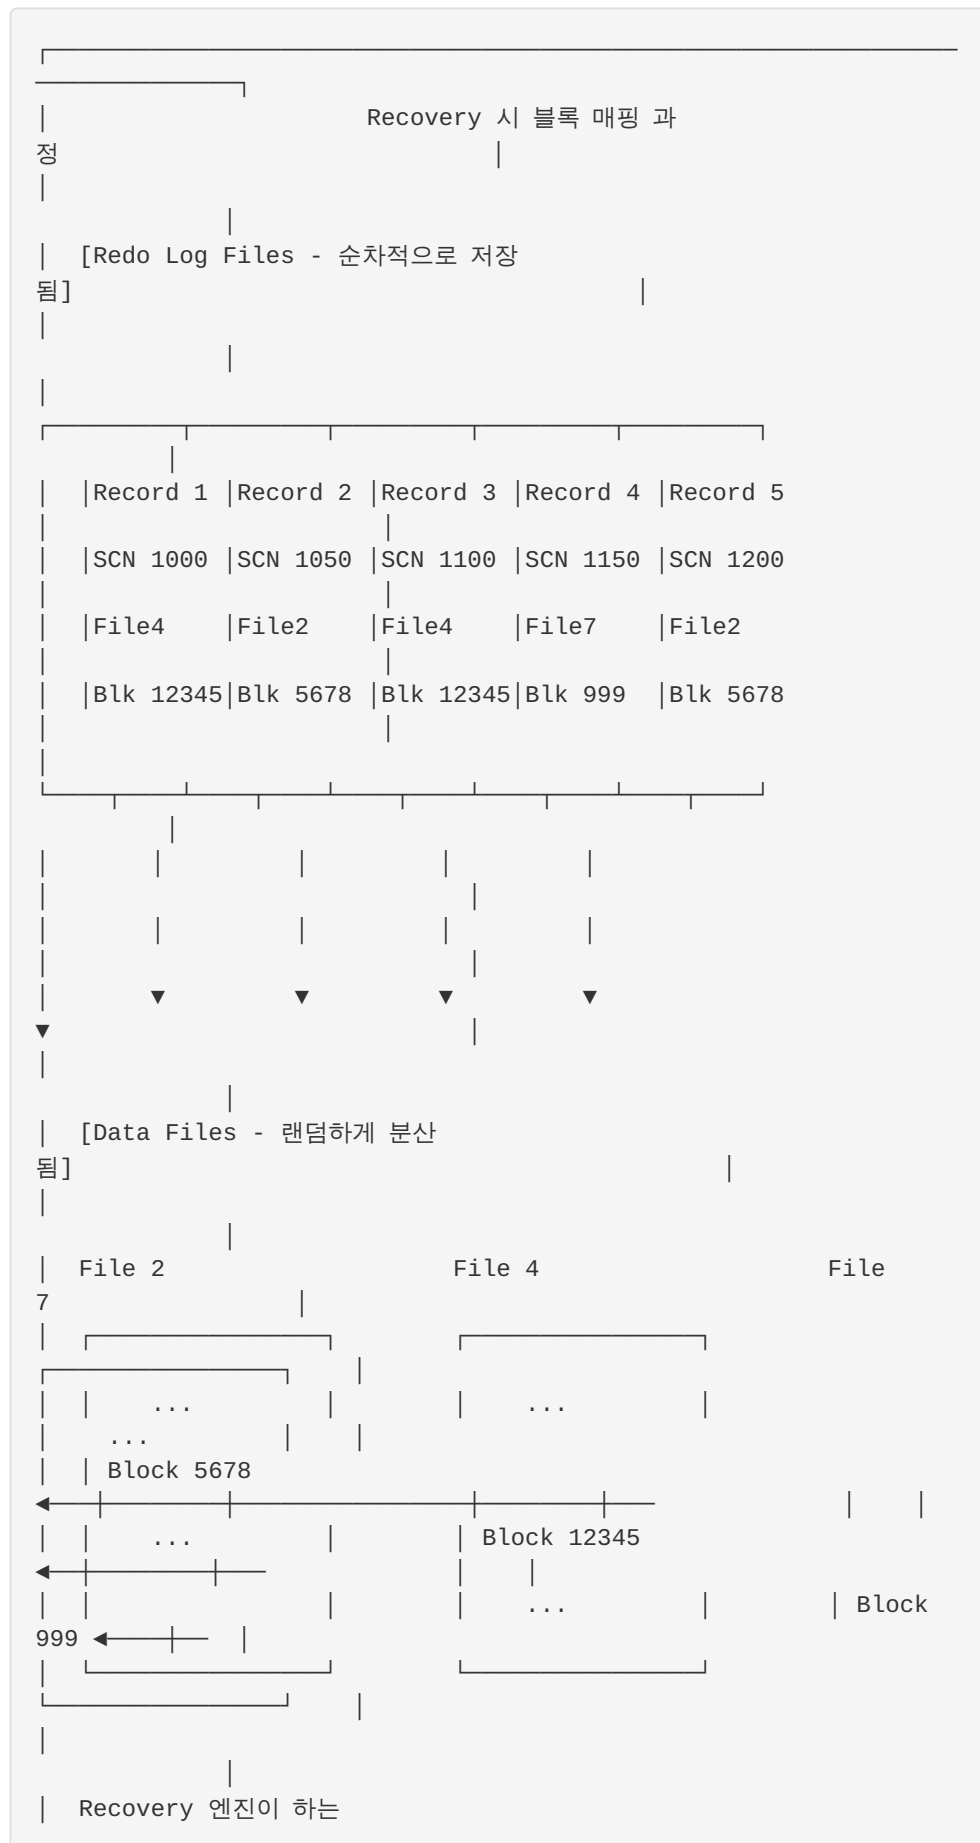 Recovery 시 블록 매핑 과
정
[Redo Log Files - 순차적으로 저장
됨]
Record 1 Record 2 Record 3 Record 4 Record 5
SCN 1000 SCN 1050 SCN 1100 SCN 1150 SCN 1200
File4 File2 File4 File7 File2
Blk 12345 Blk 5678 Blk 12345 Blk 999 Blk 5678
[Data Files - 랜덤하게 분산
됨]
File 2 File 4 File
7
... ...
...
Block 5678
... Block 12345
... Block
999
Recovery 엔진이 하는